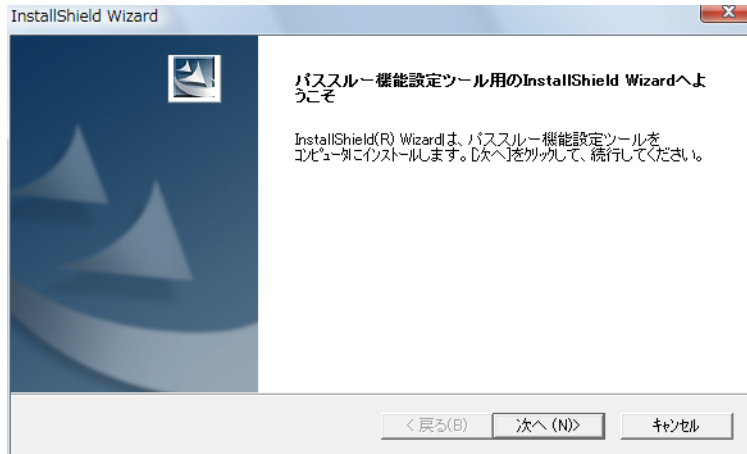 InstallShield Wizard
パススルー機能設定ツール用のInstallShield Wizardへよ
うこそ
InstallShield(R) Wizardは、パススルー機能設定ツールを
コンピュータにインストールします。[次へ]をクリックして、続行してください。
< 戻る(B)
次へ (N)>
キャンセル